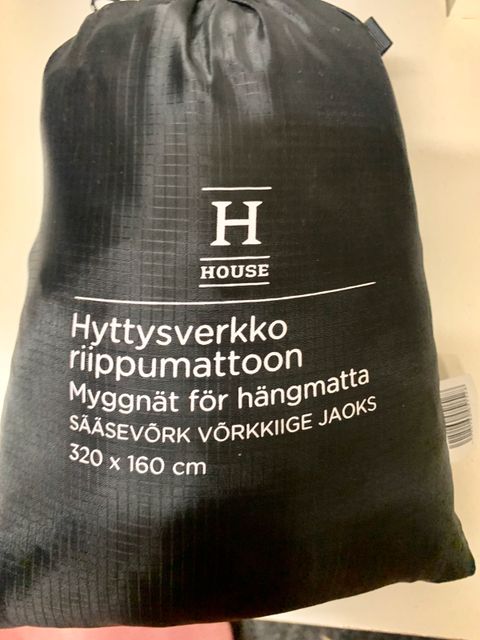 H
HOUSE
Hyttysverkko
riippumattoon
Myggnät för hängmatta
SÄÄSEVÕRK VÕRKKIIGE JAOKS
320 x 160 cm